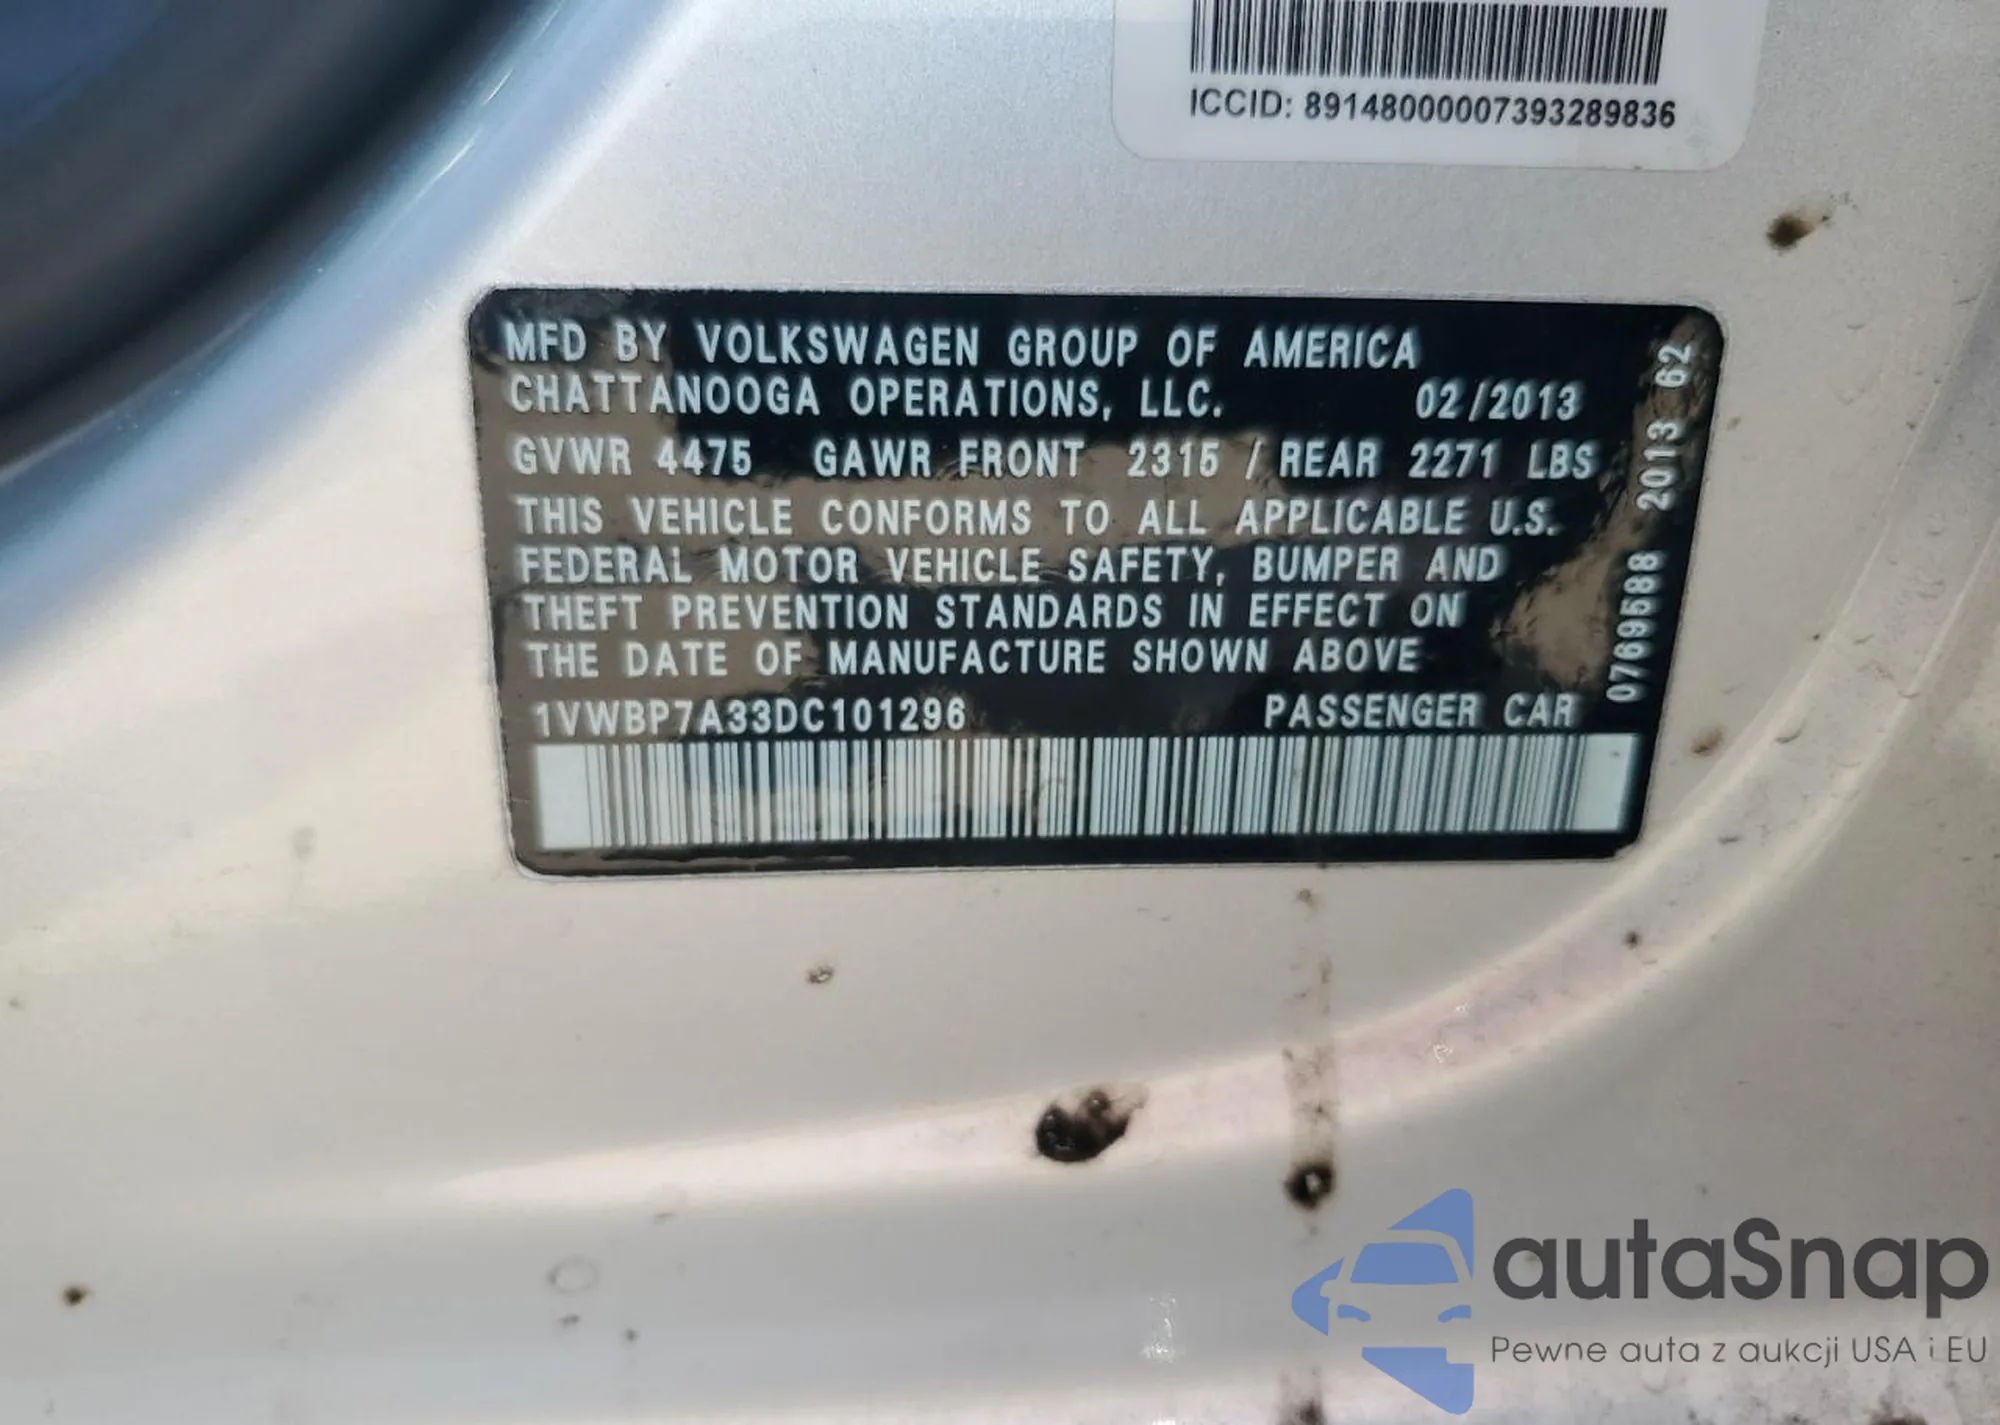 ICCID: 89148000007393289836
MFD BY VOLKSWAGEN GROUP OF AMERICA
CHATTANOOGA OPERATIONS, LLC. 02/2013
GVWR 4475 GAWR FRONT 2315 / REAR 2271 LBS
THIS VEHICLE CONFORMS TO ALL APPLICABLE U.S.
FEDERAL MOTOR VEHICLE SAFETY, BUMPER AND
THEFT PREVENTION STANDARDS IN EFFECT ON
THE DATE OF MANUFACTURE SHOWN ABOVE
1VWBP7A33DC101296 PASSENGER CAR
0769588 2013 62
autaSnap
Pewne auta z aukcji USA i EU